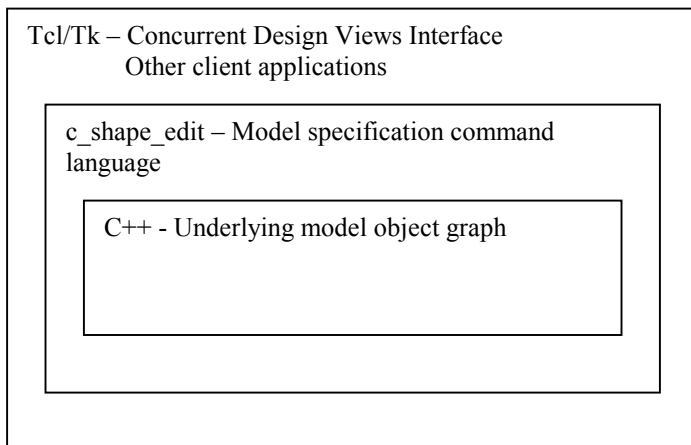 Tcl/Tk – Concurrent Design Views Interface
Other client applications
c_shape_edit – Model specification command
language
C++ - Underlying model object graph